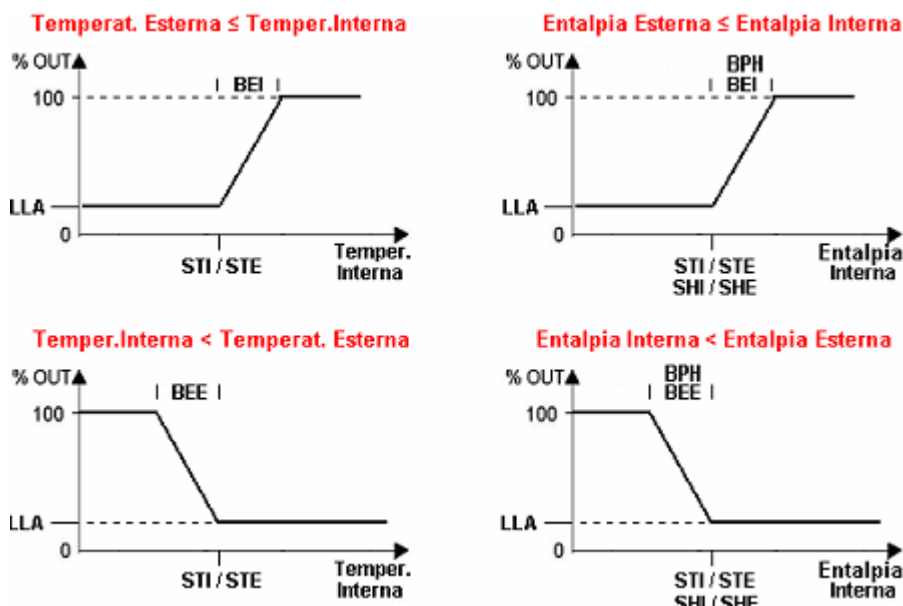 Temperat. Esterna ≤ Temper.Interna
% OUT
BEI
100
LLA
0
STI / STE
Temper.
Interna
Entalpia Esterna ≤ Entalpia Interna
% OUT
BPH
BEI
100
LLA
0
STI / STE
SHI / SHE
Entalpia
Interna
Temper.Interna < Temperat. Esterna
% OUT
BEE
100
LLA
0
STI / STE
Temper.
Interna
Entalpia Interna < Entalpia Esterna
% OUT
BPH
BEE
100
LLA
0
STI / STE
SHI / SHE
Entalpia
Interna